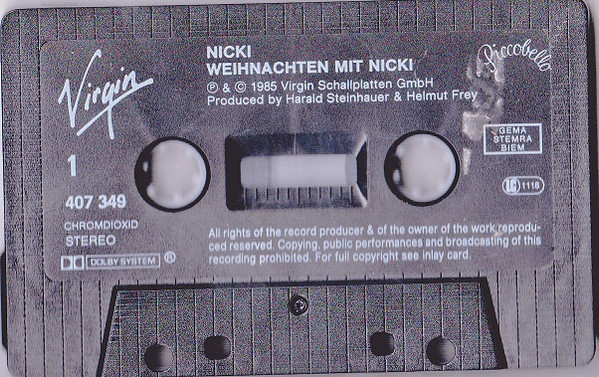 NICKI
WEIHNACHTEN MIT NICKI
Ⓟ & © 1985 Virgin Schallplatten GmbH
Produced by Harald Steinhauer & Helmut Frey
Virgin
Piccobello
1
407 349
CHROMDIOXID
STEREO
DOLBY SYSTEM ®
GEMA
STEMRA
BIEM
LC 1118
All rights of the record producer & of the owner of the work reprodu-
ced reserved. Copying, public performances and broadcasting of this
recording prohibited. For full copyright see inlay card.